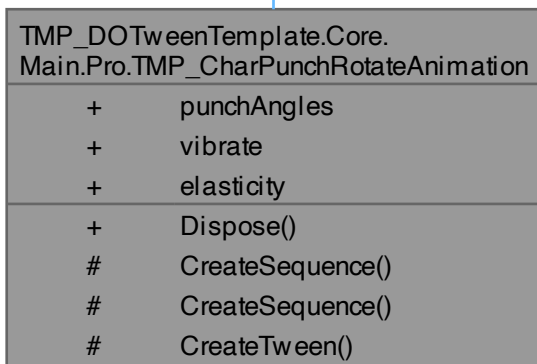 TMP_DOTweenTemplate.Core.
Main.Pro.TMP_CharPunchRotateAnimation
+ punchAngles
+ vibrate
+ elasticity
+ Dispose()
# CreateSequence()
# CreateSequence()
# CreateTween()